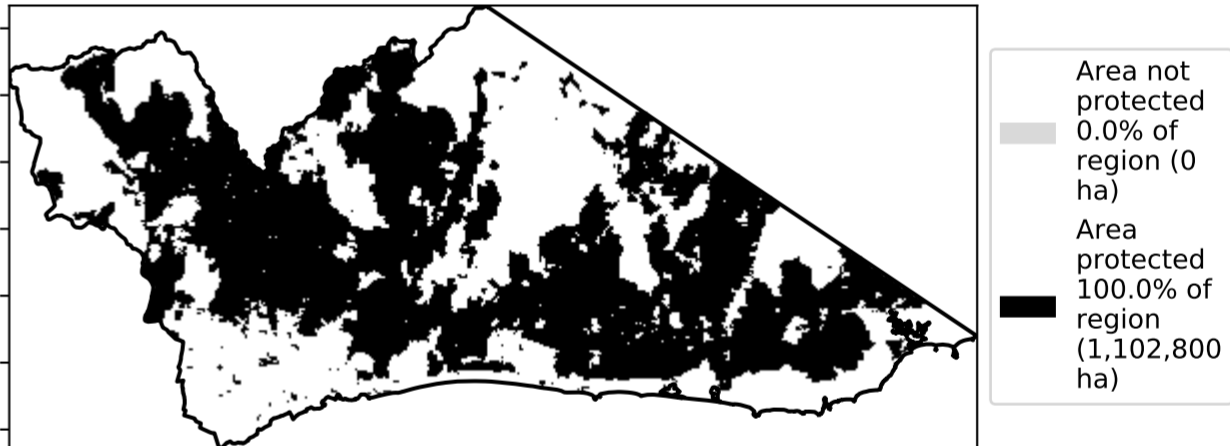 Area not
protected
0.0% of
region (0
ha)
Area
protected
100.0% of
region
(1,102,800
ha)